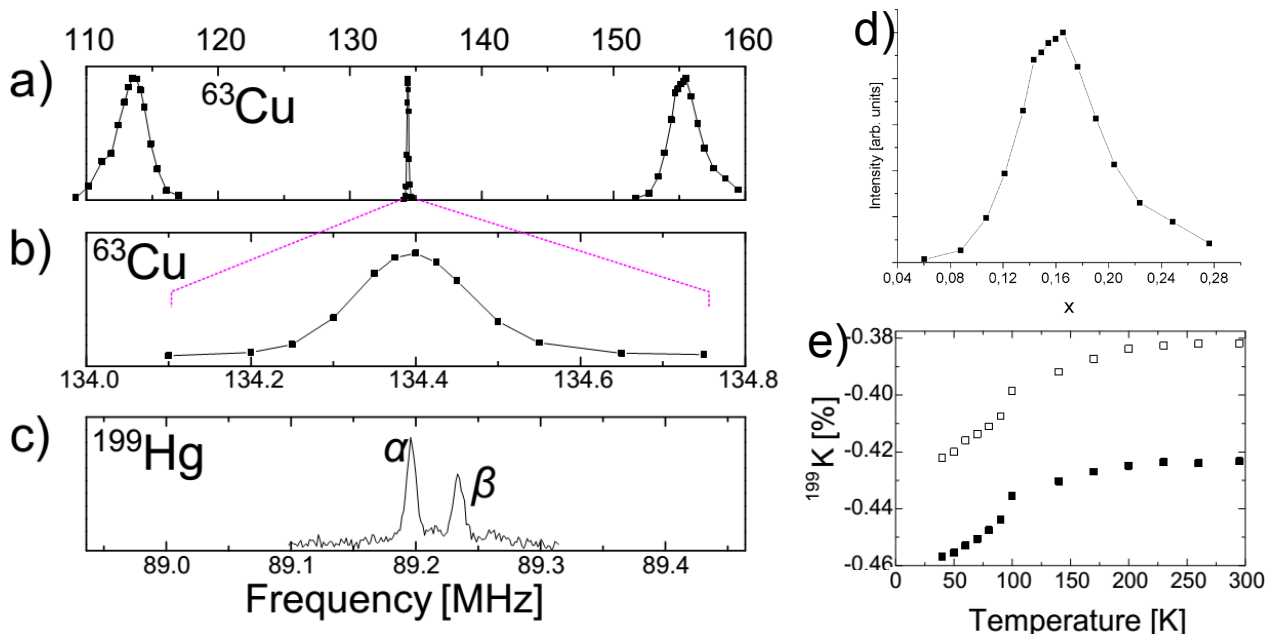 110 120 130 140 150 160
a) ⁶³Cu
b) ⁶³Cu
134.0 134.2 134.4 134.6 134.8
c) ¹⁹⁹Hg α β
89.0 89.1 89.2 89.3 89.4
Frequency [MHz]
d)
Intensity [arb. units]
0,04 0,08 0,12 0,16 0,20 0,24 0,28
x
e)
-0.38
-0.40
-0.42
-0.44
-0.46
¹⁹⁹K [%]
0 50 100 150 200 250 300
Temperature [K]